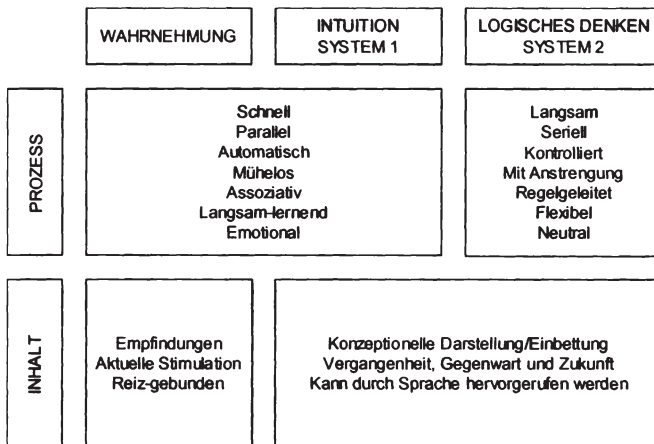 WAHRNEHMUNG
INTUITION
SYSTEM 1
LOGISCHES DENKEN
SYSTEM 2
PROZESS
Schnell
Parallel
Automatisch
Mühelos
Assoziativ
Langsam-lernend
Emotional
Langsam
Seriell
Kontrolliert
Mit Anstrengung
Regelgeleitet
Flexibel
Neutral
INHALT
Empfindungen
Aktuelle Stimulation
Reiz-gebunden
Konzeptionelle Darstellung/Einbettung
Vergangenheit, Gegenwart und Zukunft
Kann durch Sprache hervorgerufen werden